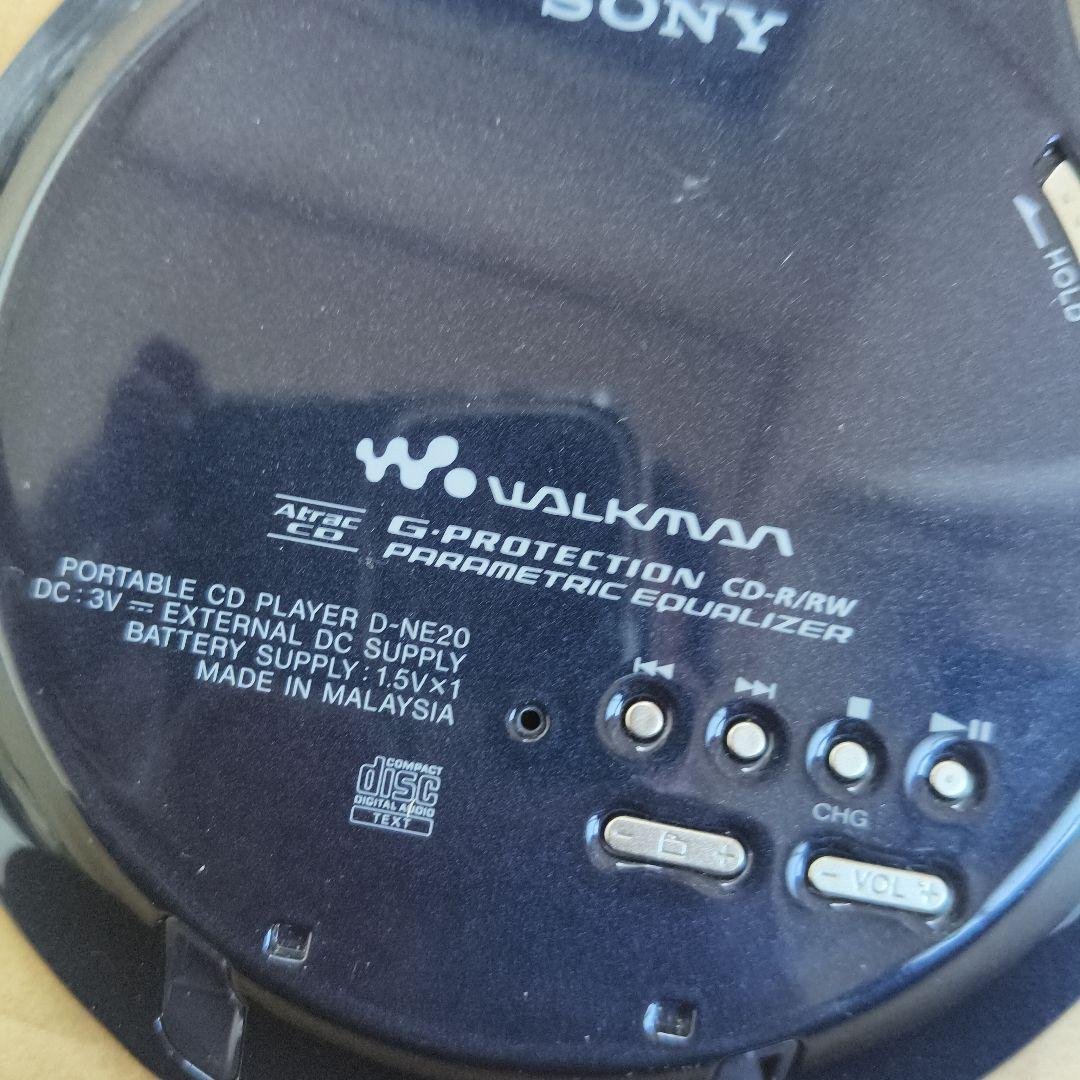 SONY
HOLD
WALKMAN
Atrac
CD
G·PROTECTION CD-R/RW
PARAMETRIC EQUALIZER
PORTABLE CD PLAYER D-NE20
DC : 3V ⎓ EXTERNAL DC SUPPLY
BATTERY SUPPLY : 1.5V×1
MADE IN MALAYSIA
COMPACT
disc
DIGITAL AUDIO
TEXT
CHG
- +
- VOL +